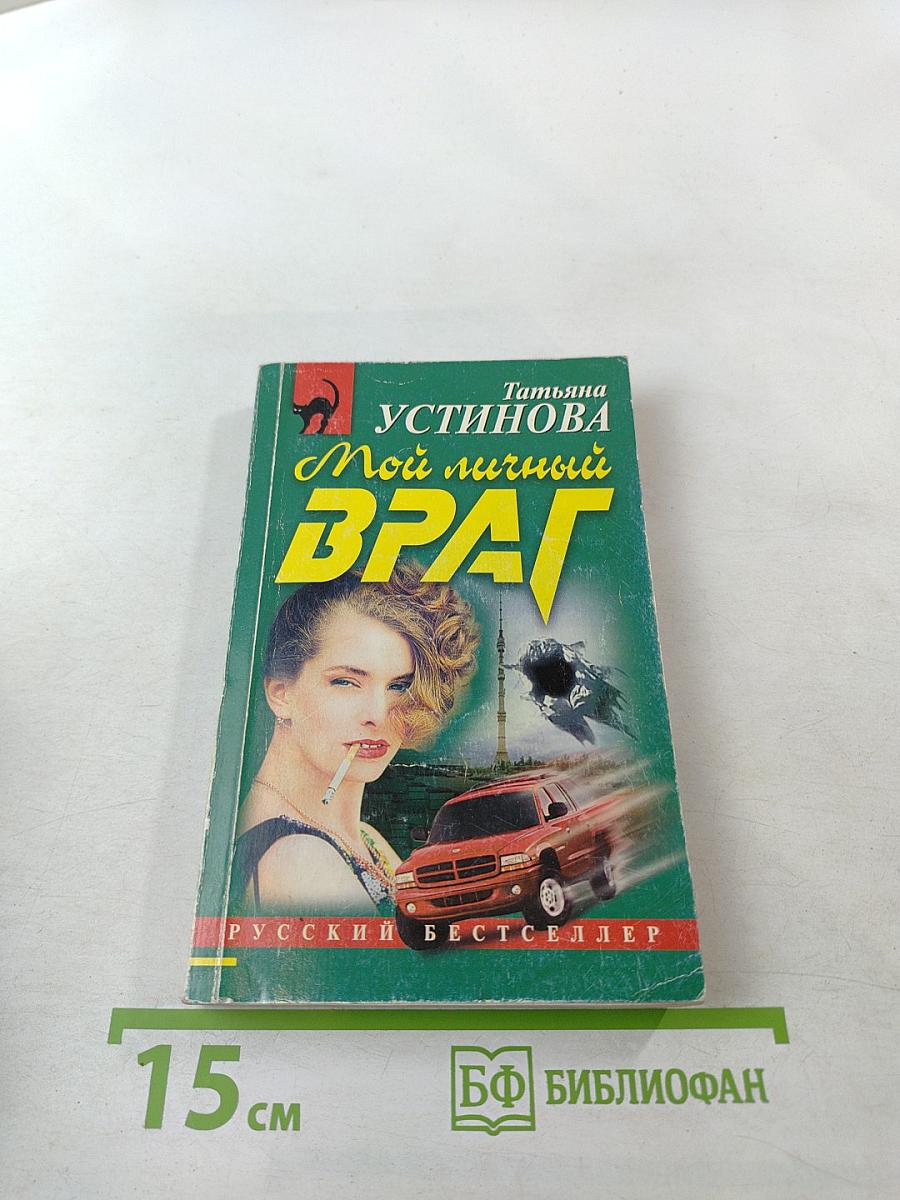 Татьяна
УСТИНОВА
Мой личный
ВРАГ
РУССКИЙ БЕСТСЕЛЛЕР
15 см
БФ БИБЛИОФАН